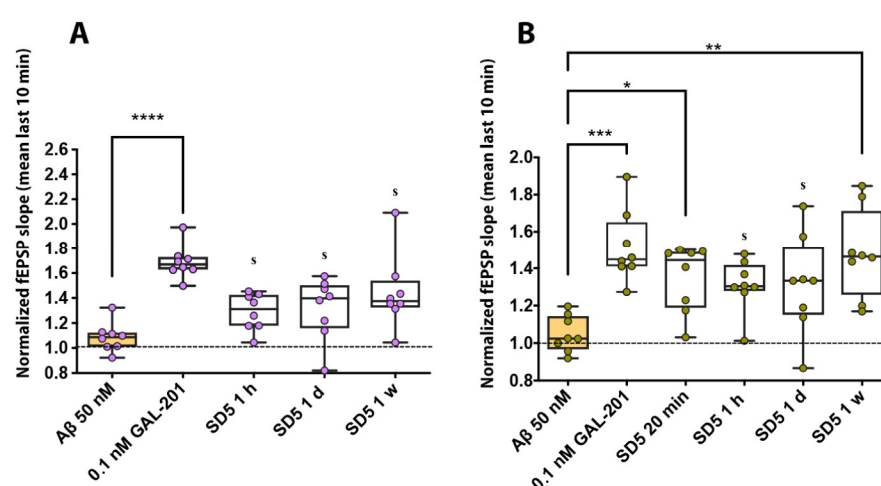 A
Normalized fEPSP slope (mean last 10 min)
****
2.6
2.4
2.2
2.0
1.8
1.6
1.4
1.2
1.0
0.8
s
s
s
Aβ 50 nM
0.1 nM GAL-201
SD5 1 h
SD5 1 d
SD5 1 w
B
Normalized fEPSP slope (mean last 10 min)
**
*
***
2.0
1.8
1.6
1.4
1.2
1.0
0.8
s
s
Aβ 50 nM
0.1 nM GAL-201
SD5 20 min
SD5 1 h
SD5 1 d
SD5 1 w